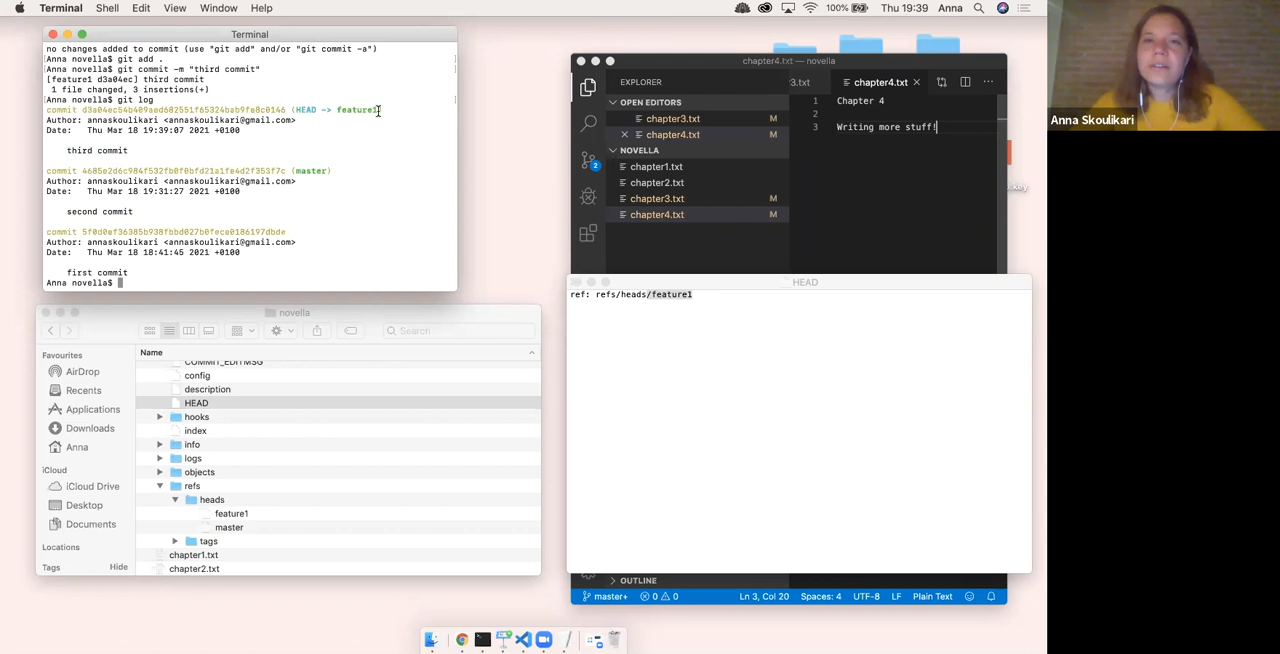 Terminal Shell Edit View Window Help
100% Thu 19:39 Anna
Terminal
no changes added to commit (use "git add" and/or "git commit -a")
Anna novella$ git add .
Anna novella$ git commit -m "third commit"
[feature1 d3a04ec] third commit
1 file changed, 3 insertions(+)
Anna novella$ git log
commit d3a04ec54b409aed682551f65324bab9fe8c0146 (HEAD -> feature1)
Author: annaskoulikari <annaskoulikari@gmail.com>
Date: Thu Mar 18 19:39:07 2021 +0100
third commit
commit 4685e2d6c984f532fb0f0bfd21a1fe4d2f353f7c (master)
Author: annaskoulikari <annaskoulikari@gmail.com>
Date: Thu Mar 18 19:31:27 2021 +0100
second commit
commit 5f0d0ef36385b938fbbd027b0feca0186197dbde
Author: annaskoulikari <annaskoulikari@gmail.com>
Date: Thu Mar 18 18:41:45 2021 +0100
first commit
Anna novella$
chapter4.txt — novella
EXPLORER
OPEN EDITORS
chapter3.txt M
chapter4.txt M
NOVELLA
chapter1.txt
chapter2.txt
chapter3.txt M
chapter4.txt M
2
3.txt chapter4.txt
1 Chapter 4
2
3 Writing more stuff!
HEAD
ref: refs/heads/feature1
OUTLINE
master+ 0 0 Ln 3, Col 20 Spaces: 4 UTF-8 LF Plain Text
novella
Search
Favourites
AirDrop
Recents
Applications
Downloads
Anna
iCloud
iCloud Drive
Desktop
Documents
Locations
Tags Hide
Name
COMMIT_EDITMSG
config
description
HEAD
hooks
index
info
logs
objects
refs
heads
feature1
master
tags
chapter1.txt
chapter2.txt
Anna Skoulikari